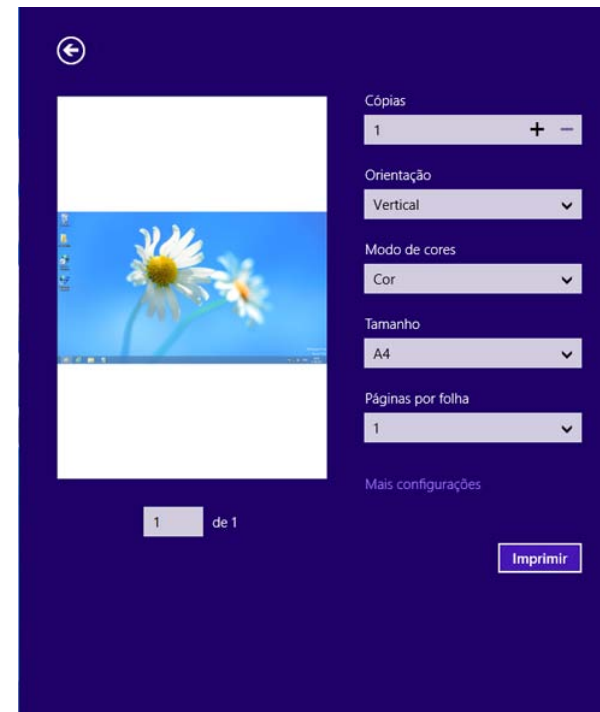 Cópias
1
Orientação
Vertical
Modo de cores
Cor
Tamanho
A4
Páginas por folha
1
Mais configurações
1 de 1
Imprimir